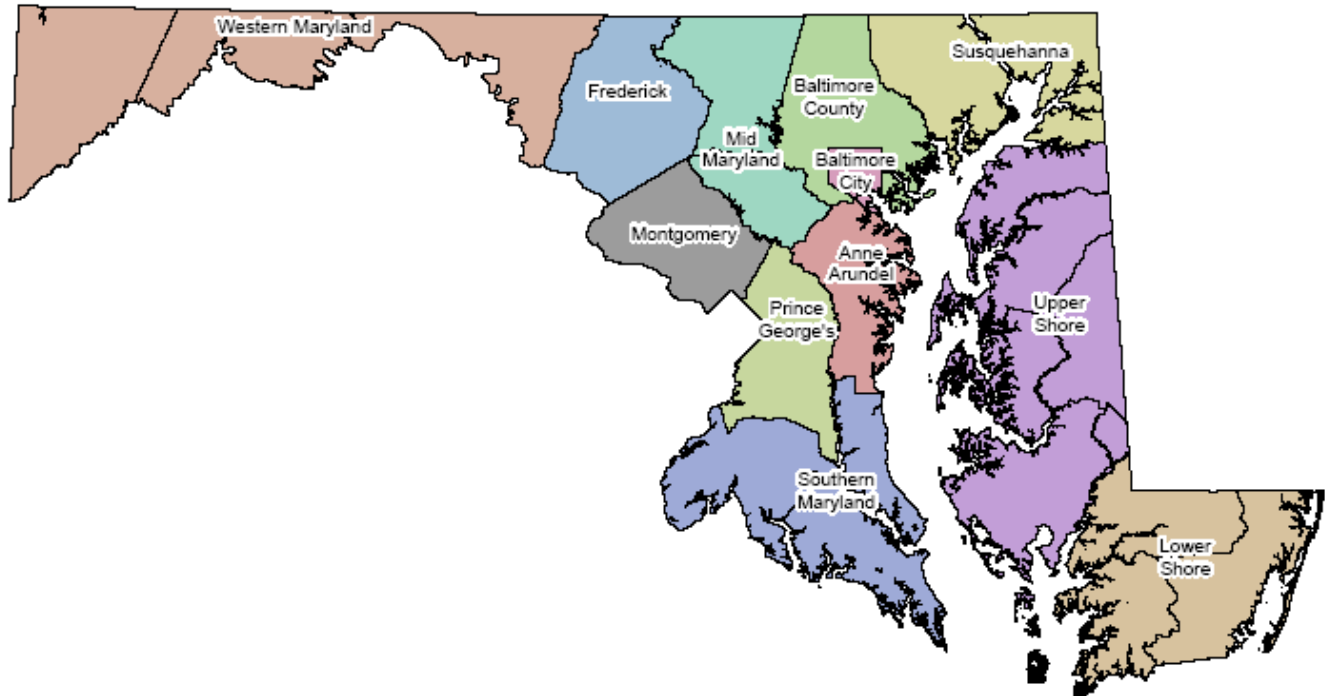 Western Maryland
Susquehanna
Frederick
Baltimore
County
Mid
Maryland
Baltimore
City
Montgomery
Anne
Arundel
Prince
George's
Upper
Shore
Southern
Maryland
Lower
Shore